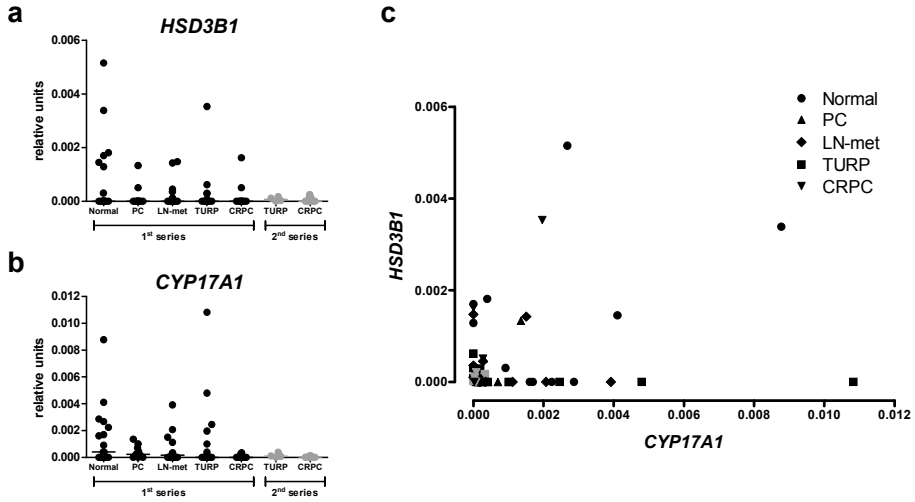 a
HSD3B1
relative units
0.006
0.004
0.002
0.000
Normal PC LN-met TURP CRPC TURP CRPC
1st series 2nd series
b
CYP17A1
relative units
0.012
0.010
0.008
0.006
0.004
0.002
0.000
Normal PC LN-met TURP CRPC TURP CRPC
1st series 2nd series
c
HSD3B1
0.006
0.004
0.002
0.000
Normal
PC
LN-met
TURP
CRPC
0.000 0.002 0.004 0.006 0.008 0.010 0.012
CYP17A1